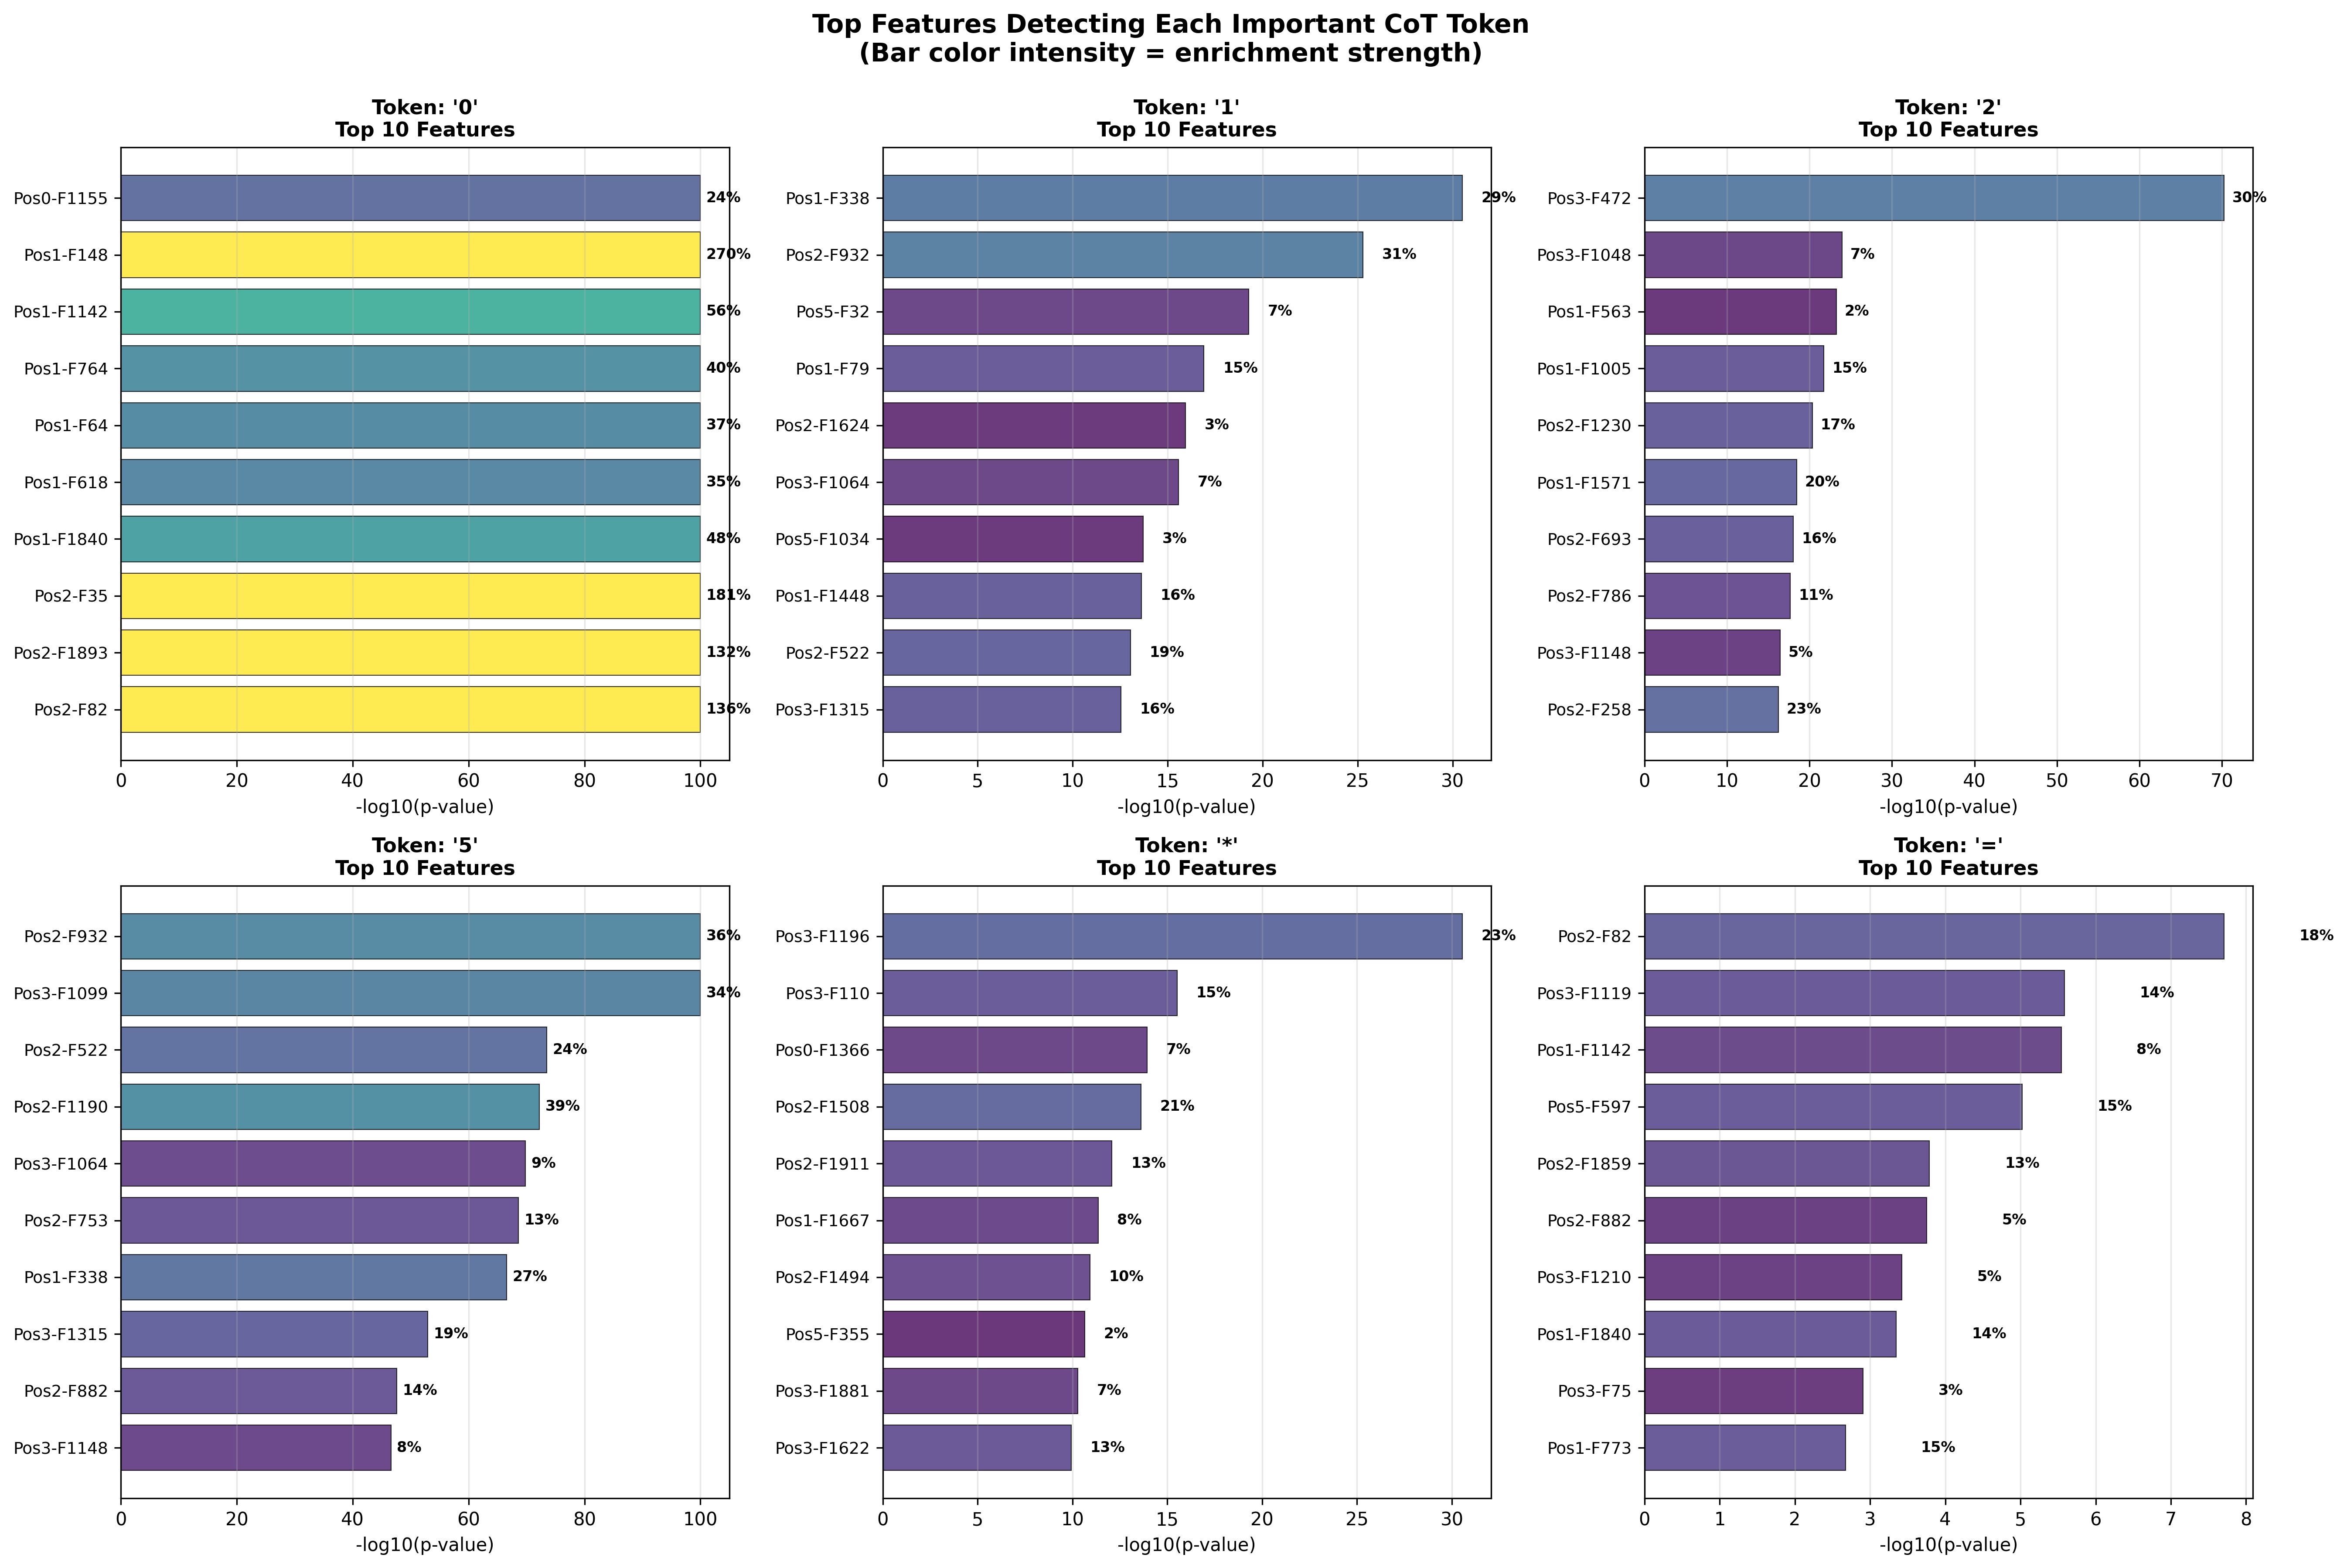 Top Features Detecting Each Important CoT Token
(Bar color intensity = enrichment strength)
Token: '0'
Top 10 Features
Pos0-F1155
24%
Pos1-F148
270%
Pos1-F1142
56%
Pos1-F764
40%
Pos1-F64
37%
Pos1-F618
35%
Pos1-F1840
48%
Pos2-F35
181%
Pos2-F1893
132%
Pos2-F82
136%
0 20 40 60 80 100
-log10(p-value)
Token: '1'
Top 10 Features
Pos1-F338
29%
Pos2-F932
31%
Pos5-F32
7%
Pos1-F79
15%
Pos2-F1624
3%
Pos3-F1064
7%
Pos5-F1034
3%
Pos1-F1448
16%
Pos2-F522
19%
Pos3-F1315
16%
0 5 10 15 20 25 30
-log10(p-value)
Token: '2'
Top 10 Features
Pos3-F472
30%
Pos3-F1048
7%
Pos1-F563
2%
Pos1-F1005
15%
Pos2-F1230
17%
Pos1-F1571
20%
Pos2-F693
16%
Pos2-F786
11%
Pos3-F1148
5%
Pos2-F258
23%
0 10 20 30 40 50 60 70
-log10(p-value)
Token: '5'
Top 10 Features
Pos2-F932
36%
Pos3-F1099
34%
Pos2-F522
24%
Pos2-F1190
39%
Pos3-F1064
9%
Pos2-F753
13%
Pos1-F338
27%
Pos3-F1315
19%
Pos2-F882
14%
Pos3-F1148
8%
0 20 40 60 80 100
-log10(p-value)
Token: '*'
Top 10 Features
Pos3-F1196
23%
Pos3-F110
15%
Pos0-F1366
7%
Pos2-F1508
21%
Pos2-F1911
13%
Pos1-F1667
8%
Pos2-F1494
10%
Pos5-F355
2%
Pos3-F1881
7%
Pos3-F1622
13%
0 5 10 15 20 25 30
-log10(p-value)
Token: '='
Top 10 Features
Pos2-F82
18%
Pos3-F1119
14%
Pos1-F1142
8%
Pos5-F597
15%
Pos2-F1859
13%
Pos2-F882
5%
Pos3-F1210
5%
Pos1-F1840
14%
Pos3-F75
3%
Pos1-F773
15%
0 1 2 3 4 5 6 7 8
-log10(p-value)